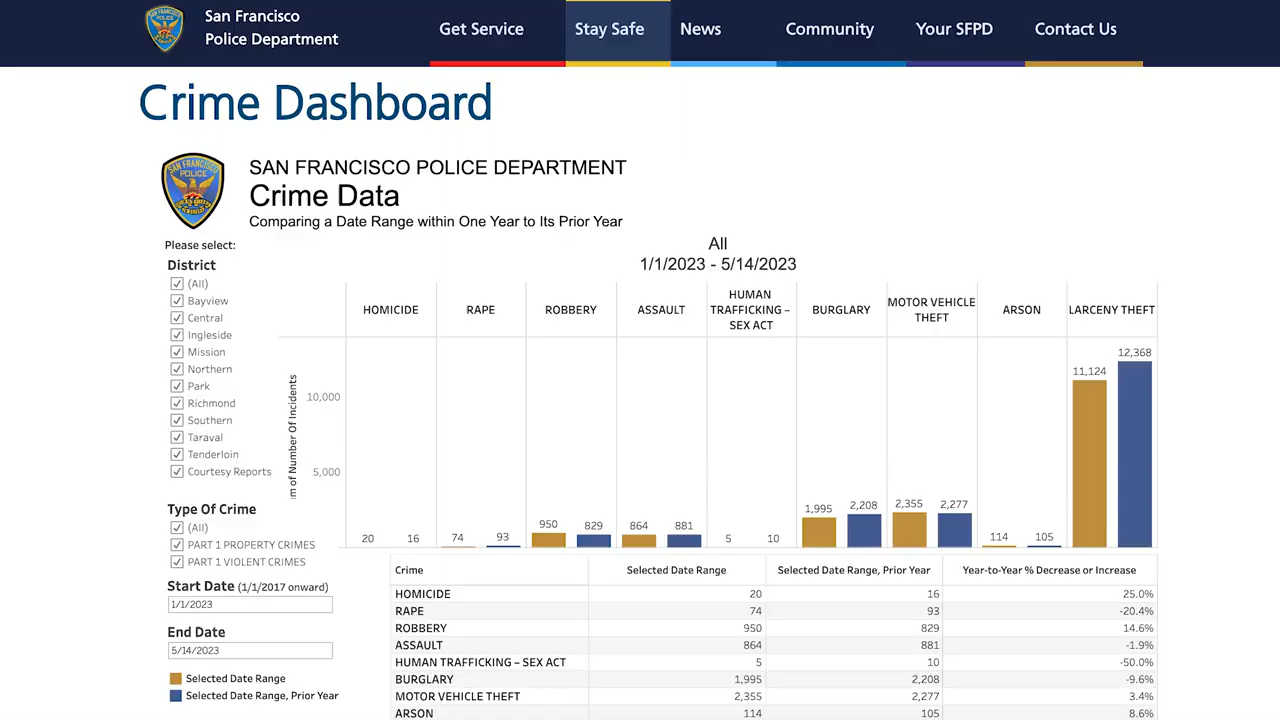 San Francisco
Police Department
Get Service
Stay Safe
News
Community
Your SFPD
Contact Us
Crime Dashboard
SAN FRANCISCO POLICE DEPARTMENT
Crime Data
Comparing a Date Range within One Year to Its Prior Year
SAN FRANCISCO
POLICE
Please select:
District
(All)
Bayview
Central
Ingleside
Mission
Northern
Park
Richmond
Southern
Taraval
Tenderloin
Courtesy Reports
Type Of Crime
(All)
PART 1 PROPERTY CRIMES
PART 1 VIOLENT CRIMES
Start Date (1/1/2017 onward)
1/1/2023
End Date
5/14/2023
Selected Date Range
Selected Date Range, Prior Year
All
1/1/2023 - 5/14/2023
HOMICIDE
RAPE
ROBBERY
ASSAULT
HUMAN
TRAFFICKING –
SEX ACT
BURGLARY
MOTOR VEHICLE
THEFT
ARSON
LARCENY THEFT
m of Number Of Incidents
10,000
5,000
20 16 74 93 950 829 864 881 5 10 1,995 2,208 2,355 2,277 114 105 11,124 12,368
Crime Selected Date Range Selected Date Range, Prior Year Year-to-Year % Decrease or Increase
HOMICIDE 20 16 25.0%
RAPE 74 93 -20.4%
ROBBERY 950 829 14.6%
ASSAULT 864 881 -1.9%
HUMAN TRAFFICKING – SEX ACT 5 10 -50.0%
BURGLARY 1,995 2,208 -9.6%
MOTOR VEHICLE THEFT 2,355 2,277 3.4%
ARSON 114 105 8.6%